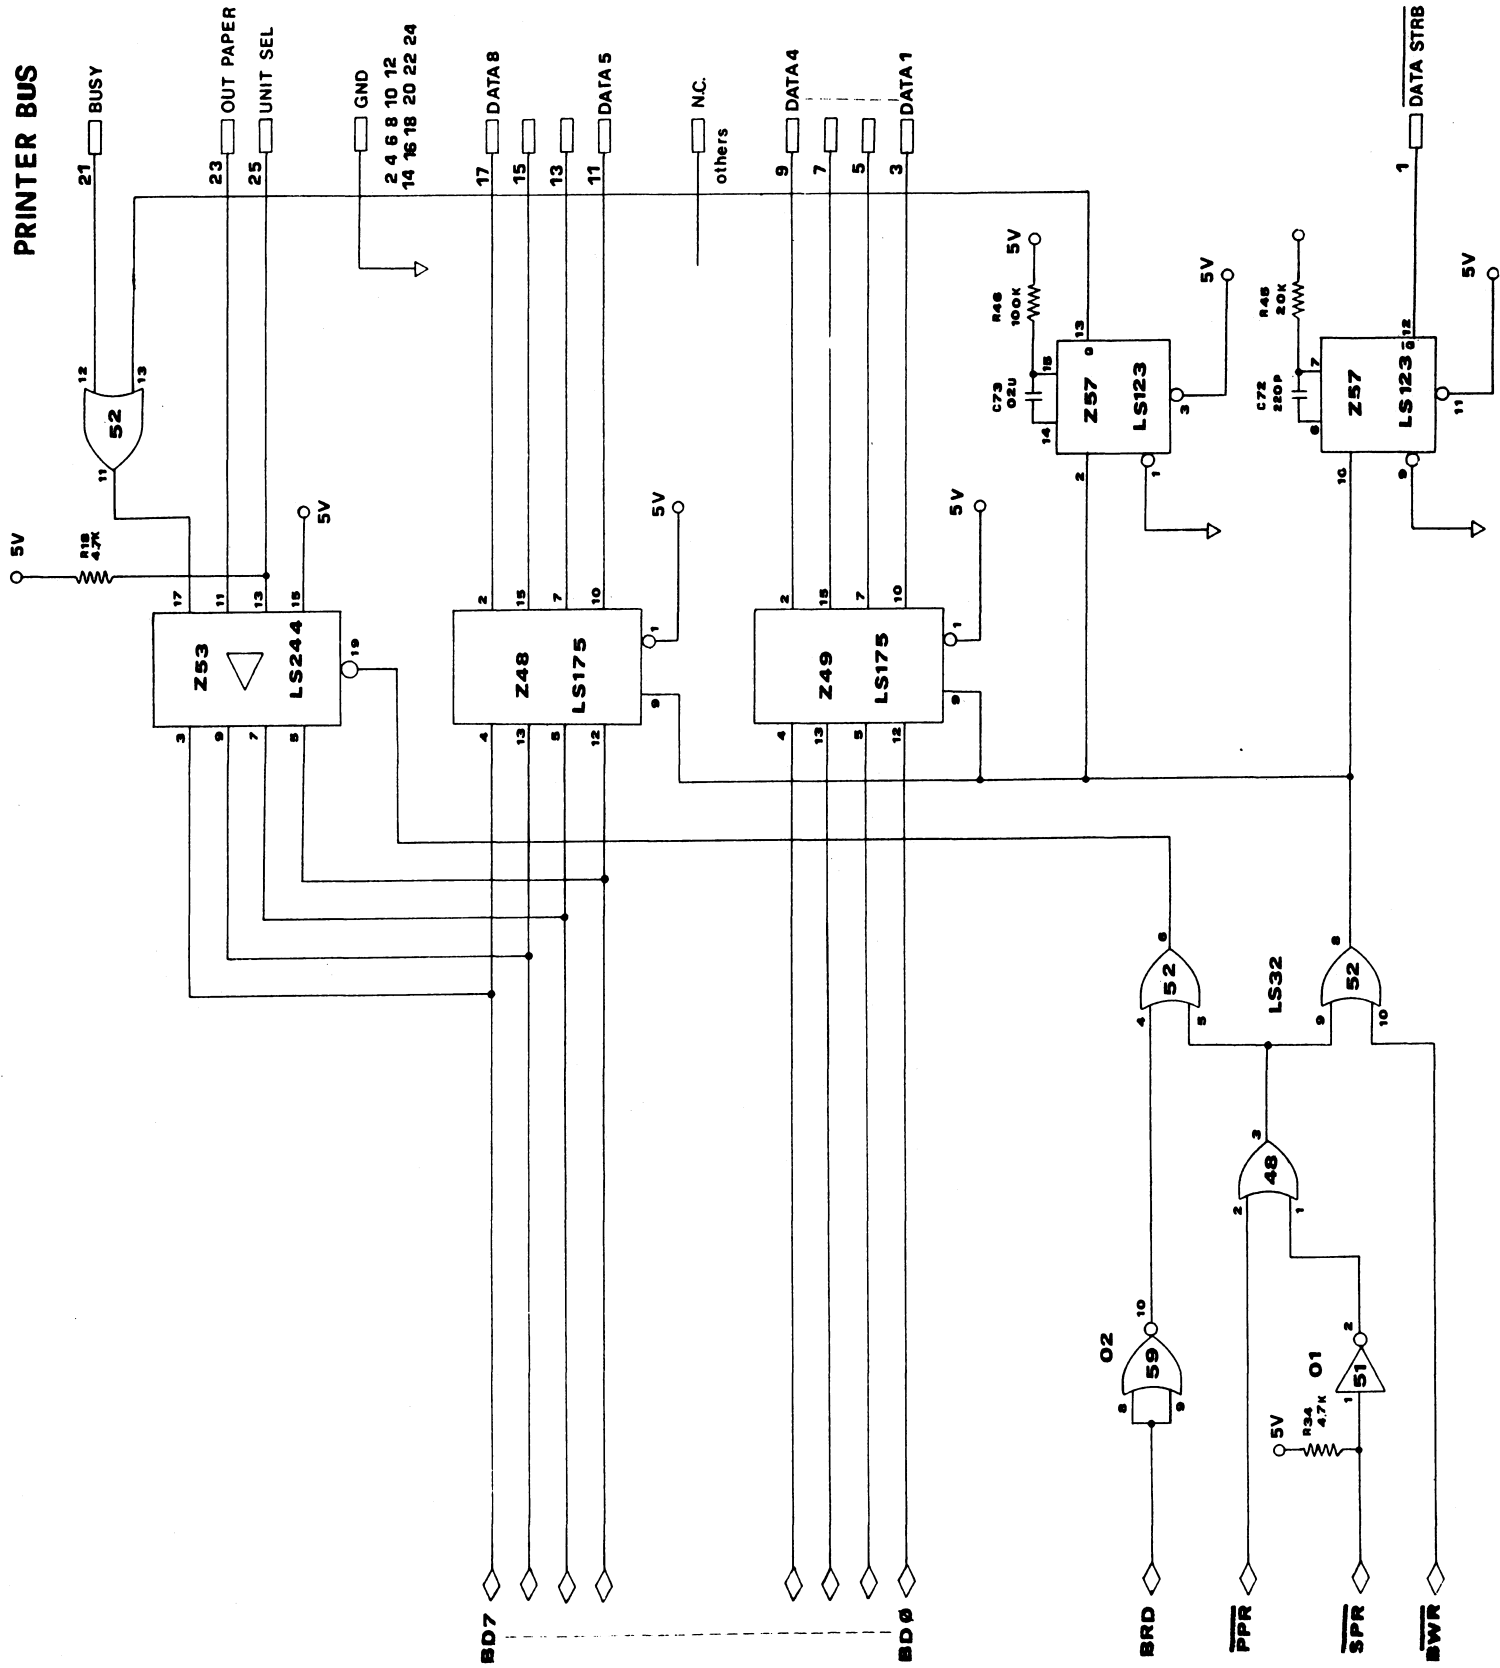 PRINTER BUS
21
BUSY
23
OUT PAPER
25
UNIT SEL
GND
2 4 6 8 10 12
14 16 18 20 22 24
17
DATA 8
15
13
11
DATA 5
N.C.
others
9
DATA 4
7
5
3
DATA 1
1
DATA STRB
12
13
52
11
5V
R18
4.7K
17
11
13
15
5V
Z53
LS244
19
3
9
7
5
2
15
7
10
Z48
LS175
1
5V
9
4
13
5
12
2
15
7
10
Z49
LS175
1
5V
9
4
13
5
12
5V
R46
100K
C73
02U
15
14
13
Q
Z57
LS123
3
5V
2
1
R45
20K
C72
220P
7
6
Q 12
Z57
LS123
11
5V
10
9
6
52
4
5
LS32
8
52
9
10
3
48
2
1
02
10
59
8
9
01
2
51
1
5V
R34
4.7K
BD7
BD0
BRD
PPR
SPR
BWR